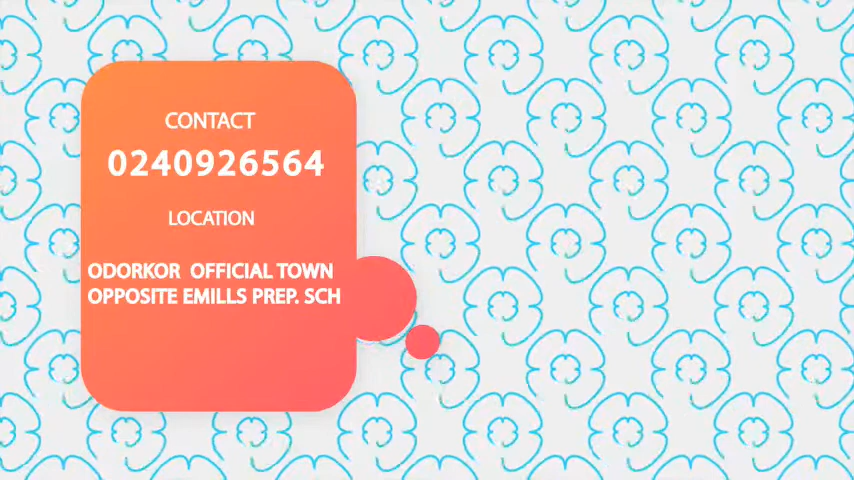 CONTACT
0240926564
LOCATION
ODORKOR OFFICIAL TOWN
OPPOSITE EMILLS PREP. SCH